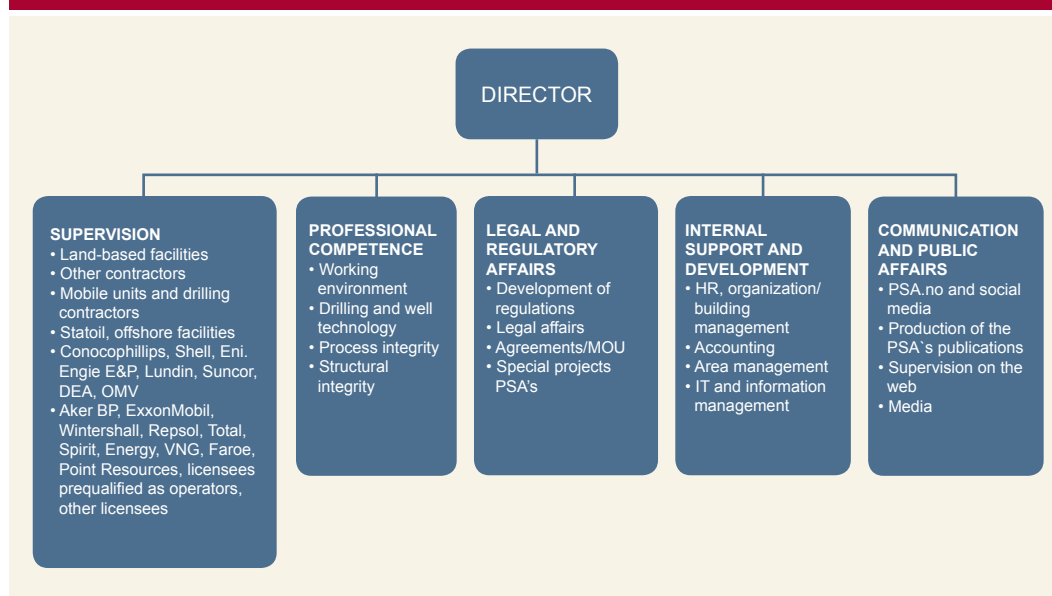 DIRECTOR
SUPERVISION
• Land-based facilities
• Other contractors
• Mobile units and drilling
contractors
• Statoil, offshore facilities
• Conocophillips, Shell, Eni.
Engie E&P, Lundin, Suncor,
DEA, OMV
• Aker BP, ExxonMobil,
Wintershall, Repsol, Total,
Spirit, Energy, VNG, Faroe,
Point Resources, licensees
prequalified as operators,
other licensees
PROFESSIONAL
COMPETENCE
• Working
environment
• Drilling and well
technology
• Process integrity
• Structural
integrity
LEGAL AND
REGULATORY
AFFAIRS
• Development of
regulations
• Legal affairs
• Agreements/MOU
• Special projects
PSA's
INTERNAL
SUPPORT AND
DEVELOPMENT
• HR, organization/
building
management
• Accounting
• Area management
• IT and information
management
COMMUNICATION
AND PUBLIC
AFFAIRS
• PSA.no and social
media
• Production of the
PSA`s publications
• Supervision on the
web
• Media